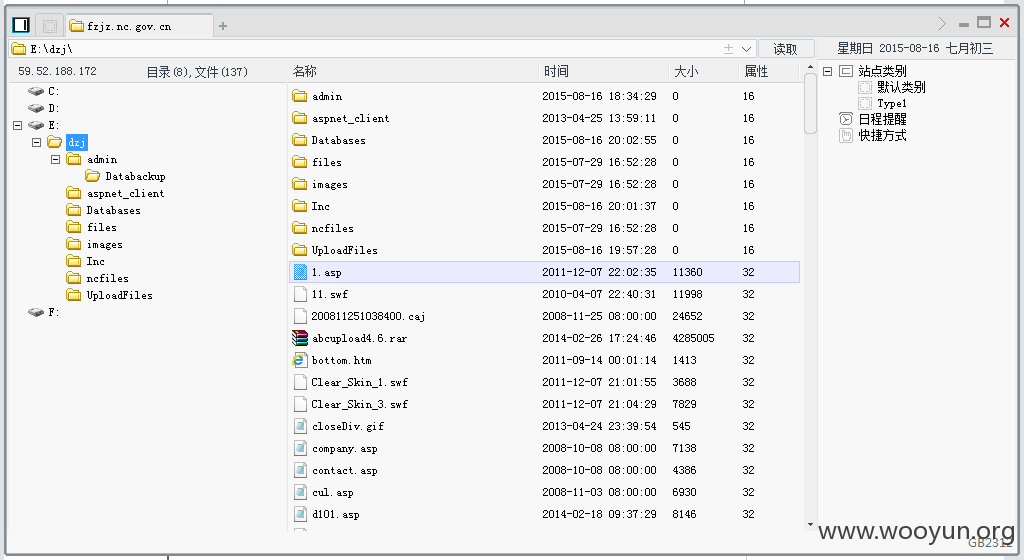 fzjz.nc.gov.cn
E:\dzj\
读取
星期日 2015-08-16 七月初三
59.52.188.172
目录(8),文件(137)
名称 时间 大小 属性
C:
D:
E:
dzj
admin
Databackup
aspnet_client
Databases
files
images
Inc
ncfiles
UploadFiles
F:
admin 2015-08-16 18:34:29 0 16
aspnet_client 2013-04-25 13:59:11 0 16
Databases 2015-08-16 20:02:55 0 16
files 2015-07-29 16:52:28 0 16
images 2015-07-29 16:52:28 0 16
Inc 2015-08-16 20:01:37 0 16
ncfiles 2015-07-29 16:52:28 0 16
UploadFiles 2015-08-16 19:57:28 0 16
1.asp 2011-12-07 22:02:35 11360 32
11.swf 2010-04-07 22:40:31 11998 32
200811251038400.caj 2008-11-25 08:00:00 24652 32
abcupload4.6.rar 2014-02-26 17:24:46 4285005 32
bottom.htm 2011-09-14 00:01:14 1413 32
Clear_Skin_1.swf 2011-12-07 21:01:55 3688 32
Clear_Skin_3.swf 2011-12-07 21:04:29 7829 32
closeDiv.gif 2013-04-24 23:39:54 545 32
company.asp 2008-10-08 08:00:00 7138 32
contact.asp 2008-10-08 08:00:00 4386 32
cul.asp 2008-11-03 08:00:00 6930 32
d101.asp 2014-02-18 09:37:29 8146 32
站点类别
默认类别
Type1
日程提醒
快捷方式
www.wooyun.org
GB2312